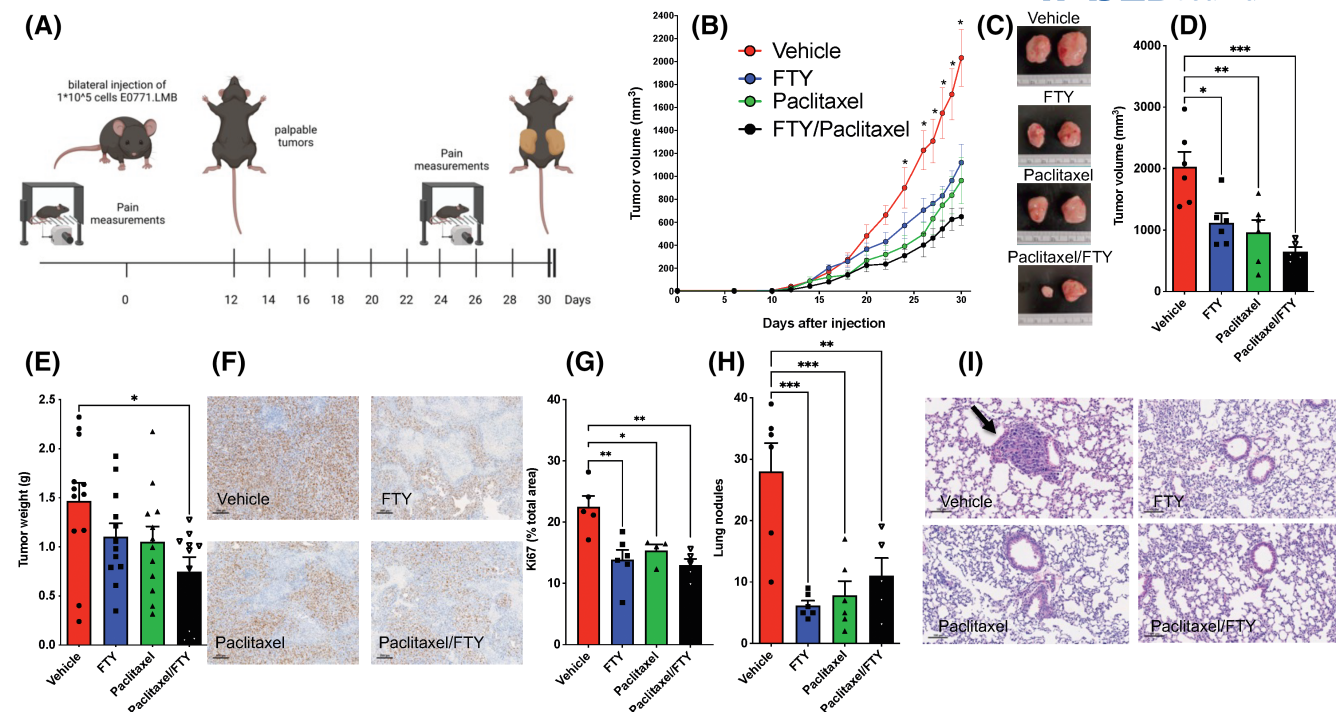 (A)
bilateral injection of
1*10^5 cells E0771.LMB
palpable
tumors
Pain
measurements
Pain
measurements
0 12 14 16 18 20 22 24 26 28 30 Days
(B)
2400
2200
2000
1800
1600
1400
1200
1000
800
600
400
200
0
Tumor volume (mm3)
Vehicle
FTY
Paclitaxel
FTY/Paclitaxel
* * * * * *
0 5 10 15 20 25 30
Days after injection
(C)
Vehicle
FTY
Paclitaxel
Paclitaxel/FTY
(D)
4000
3000
2000
1000
0
Tumor volume (mm3)
***
**
*
Vehicle
FTY
Paclitaxel
Paclitaxel/FTY
(E)
2.5
2.0
1.5
1.0
0.5
0.0
Tumor weight (g)
*
Vehicle
FTY
Paclitaxel
Paclitaxel/FTY
(F)
Vehicle
FTY
Paclitaxel
Paclitaxel/FTY
(G)
40
30
20
10
0
Ki67 (% total area)
**
*
**
Vehicle
FTY
Paclitaxel
Paclitaxel/FTY
(H)
40
30
20
10
0
Lung nodules
**
***
***
Vehicle
FTY
Paclitaxel
Paclitaxel/FTY
(I)
Vehicle
FTY
Paclitaxel
Paclitaxel/FTY